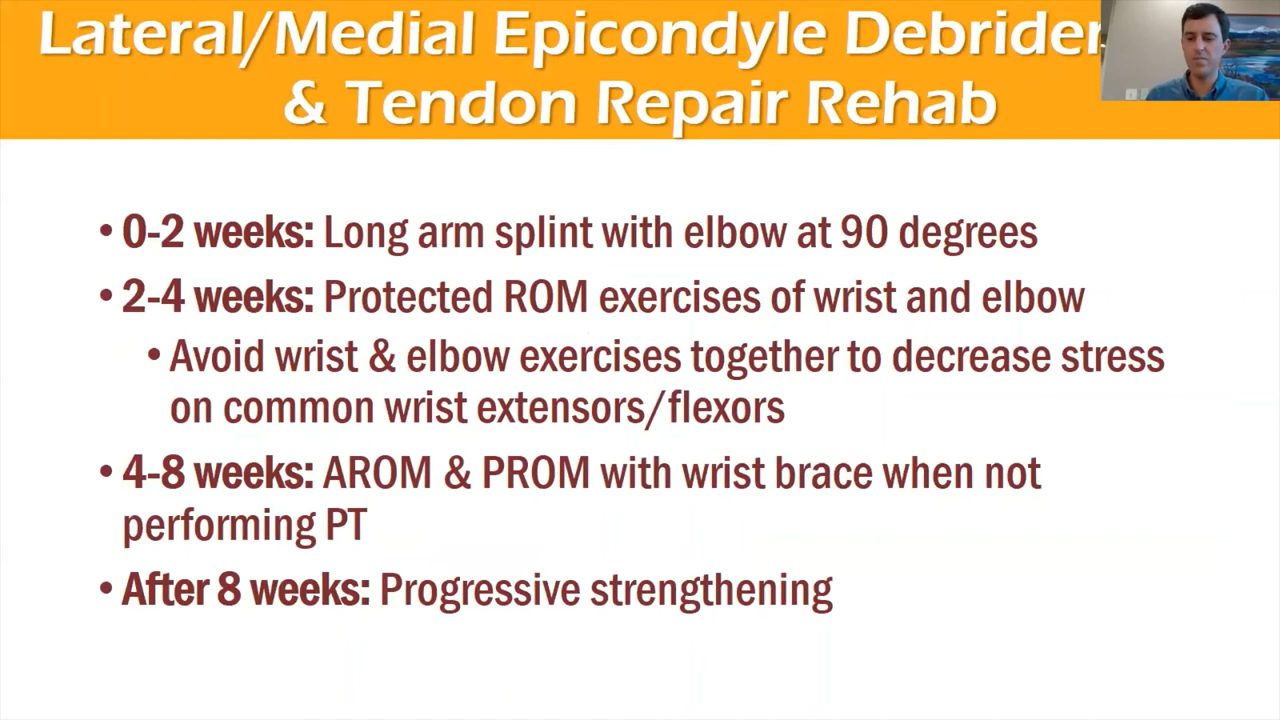 Lateral/Medial Epicondyle
& Tendon Repair Rehab
• 0-2 weeks: Long arm splint with elbow at 90 degrees
• 2-4 weeks: Protected ROM exercises of wrist and elbow
• Avoid wrist & elbow exercises together to decrease stress
on common wrist extensors/flexors
• 4-8 weeks: AROM & PROM with wrist brace when not
performing PT
• After 8 weeks: Progressive strengthening